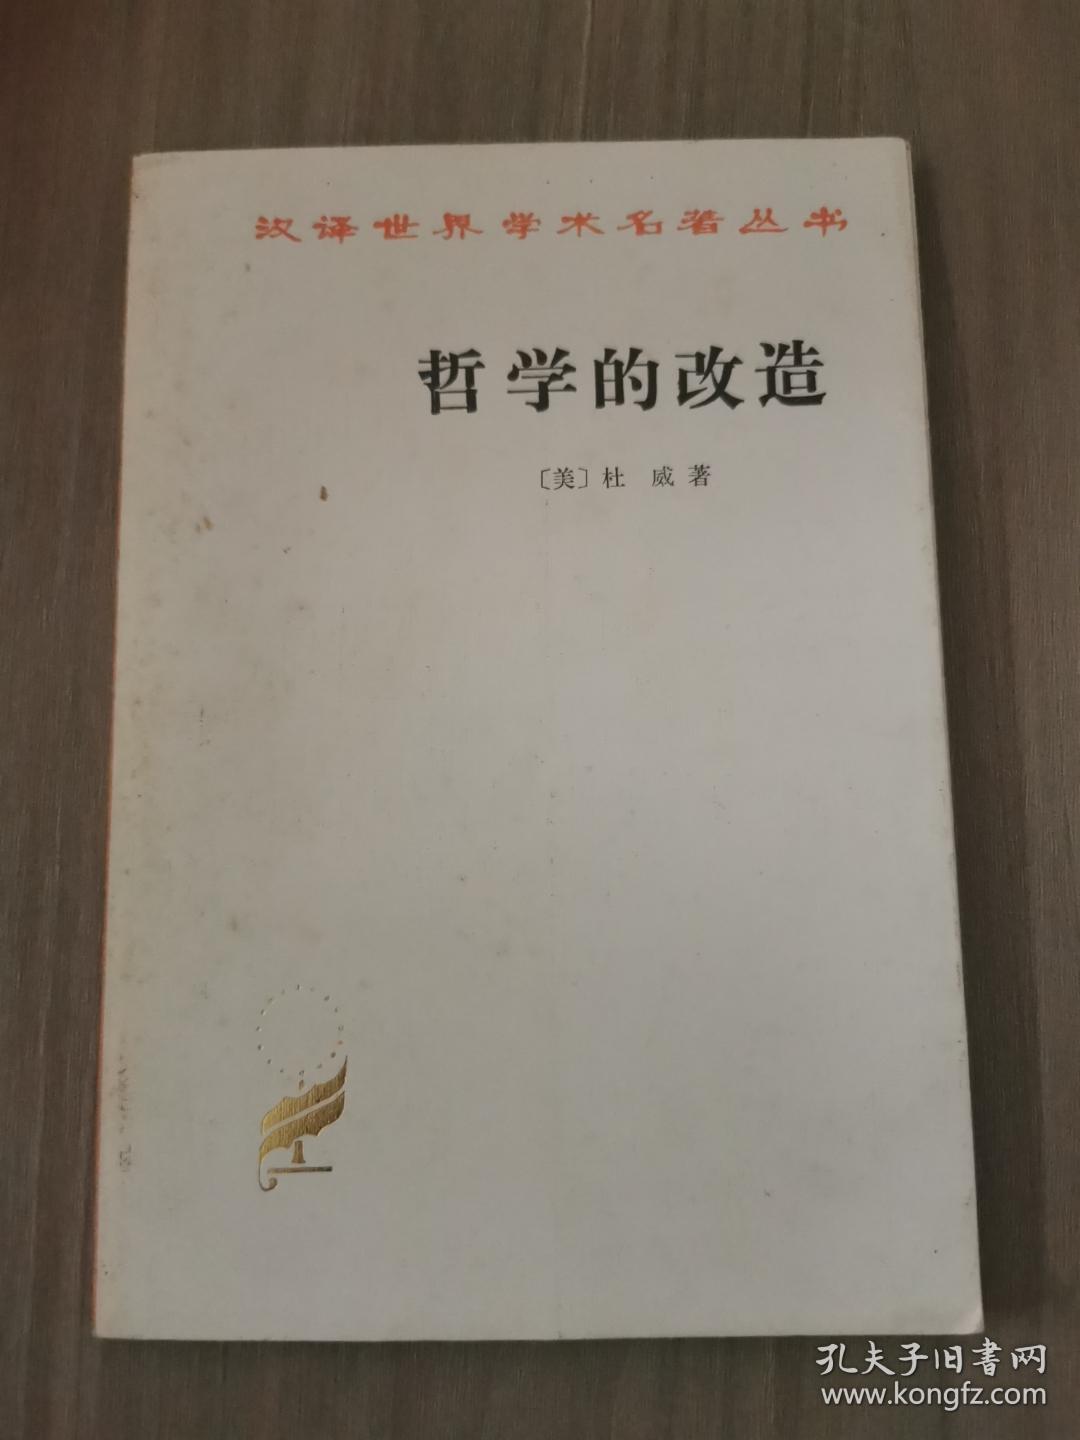 汉译世界学术名著丛书
哲学的改造
〔美〕杜 威 著
孔夫子旧書网
www.kongfz.com